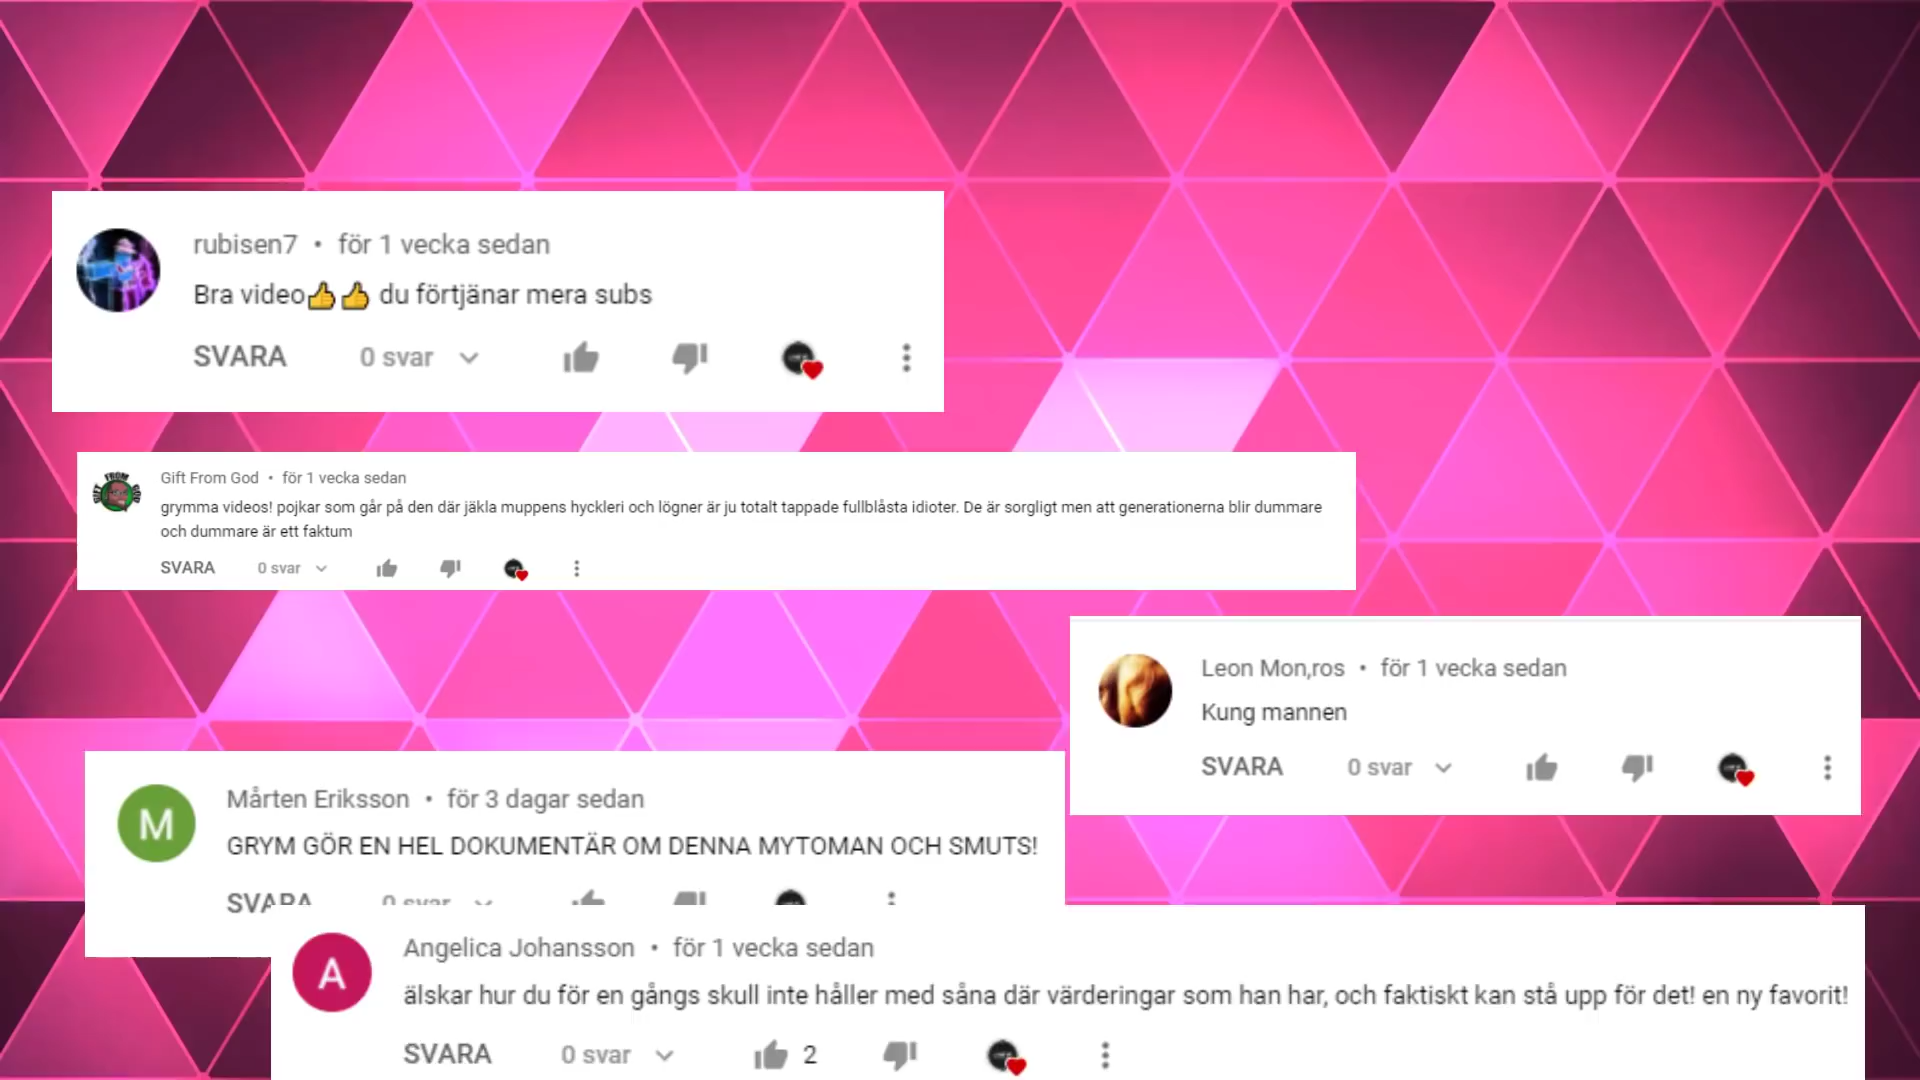 rubisen7 • för 1 vecka sedan
Bra video👍👍 du förtjänar mera subs
SVARA 0 svar
Gift From God • för 1 vecka sedan
grymma videos! pojkar som går på den där jäkla muppens hyckleri och lögner är ju totalt tappade fullblåsta idioter. De är sorgligt men att generationerna blir dummare
och dummare är ett faktum
SVARA 0 svar
Leon Mon,ros • för 1 vecka sedan
Kung mannen
SVARA 0 svar
Mårten Eriksson • för 3 dagar sedan
GRYM GÖR EN HEL DOKUMENTÄR OM DENNA MYTOMAN OCH SMUTS!
SVARA 0 svar
A Angelica Johansson • för 1 vecka sedan
älskar hur du för en gångs skull inte håller med såna där värderingar som han har, och faktiskt kan stå upp för det! en ny favorit!
SVARA 0 svar 2